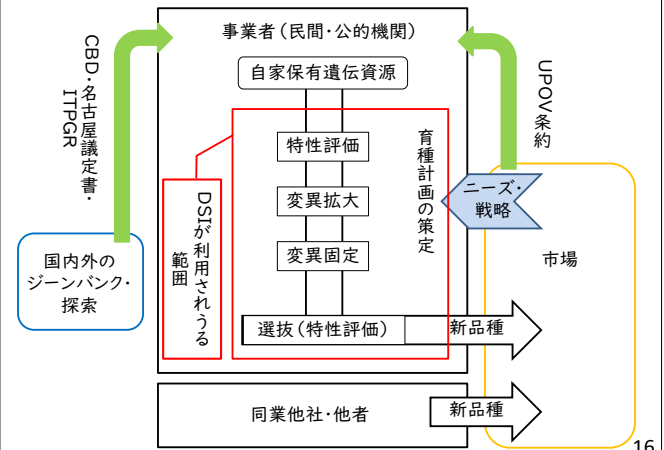 事業者(民間・公的機関)
自家保有遺伝資源
CBD・名古屋議定書・
ITPGR
UPOV条約
特性評価
変異拡大
変異固定
選抜(特性評価)
育種計画の策定
DSIが利用されうる
範囲
ニーズ・
戦略
市場
国内外の
ジーンバンク・
探索
新品種
同業他社・他者
新品種
16